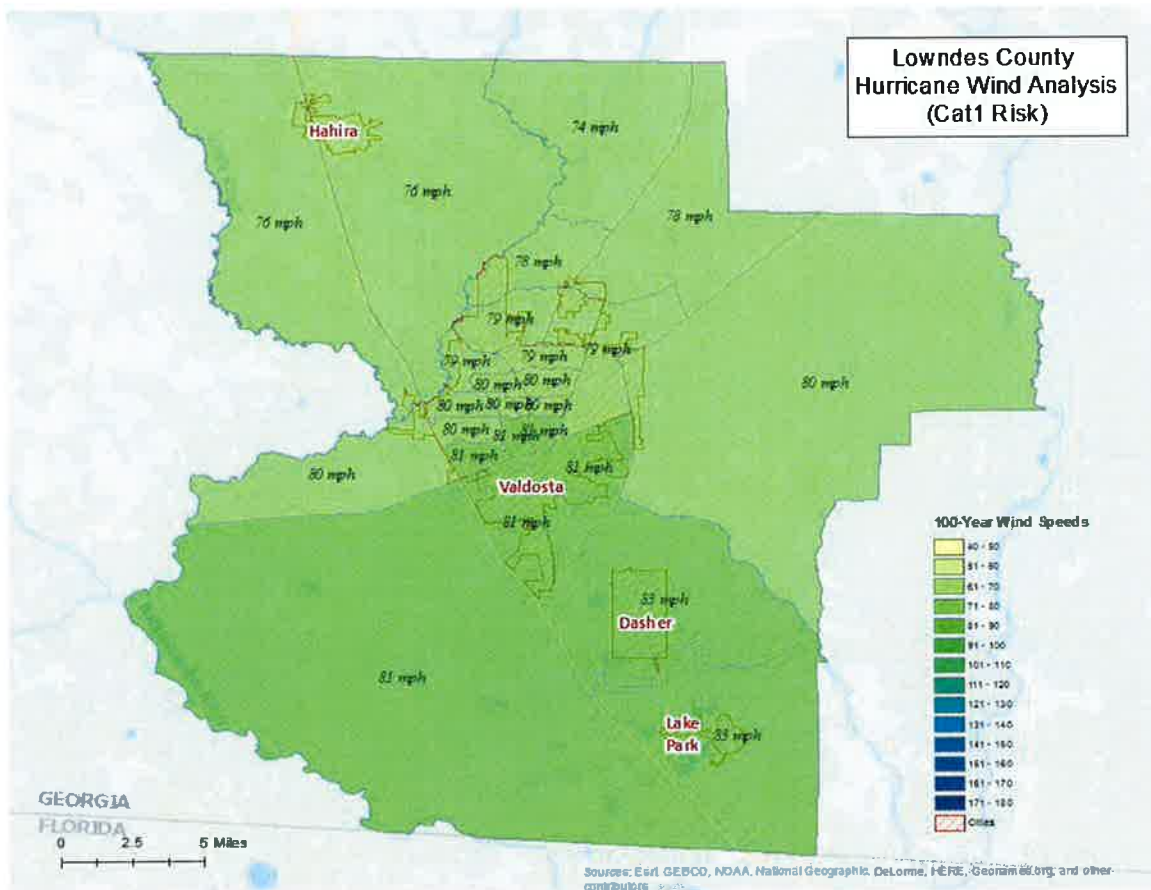 Lowndes County
Hurricane Wind Analysis
(Cat1 Risk)
Hahira
74 mph
76 mph
76 mph
78 mph
78 mph
79 mph
79 mph
79 mph
79 mph
80 mph
80 mph
80 mph
80 mph
80 mph
80 mph
80 mph
81 mph
81 mph
81 mph
80 mph
Valdosta
81 mph
100-Year Wind Speeds
40 - 50
51 - 60
61 - 70
71 - 80
81 - 90
91 - 100
101 - 110
111 - 120
121 - 130
131 - 140
141 - 150
151 - 160
161 - 170
171 - 180
Cities
83 mph
Dasher
Lake
Park
83 mph
GEORGIA
FLORIDA
0 2.5 5 Miles
Sources: Esri, GEBCO, NOAA, National Geographic, DeLorme, HERE, Geonames.org, and other
contributors